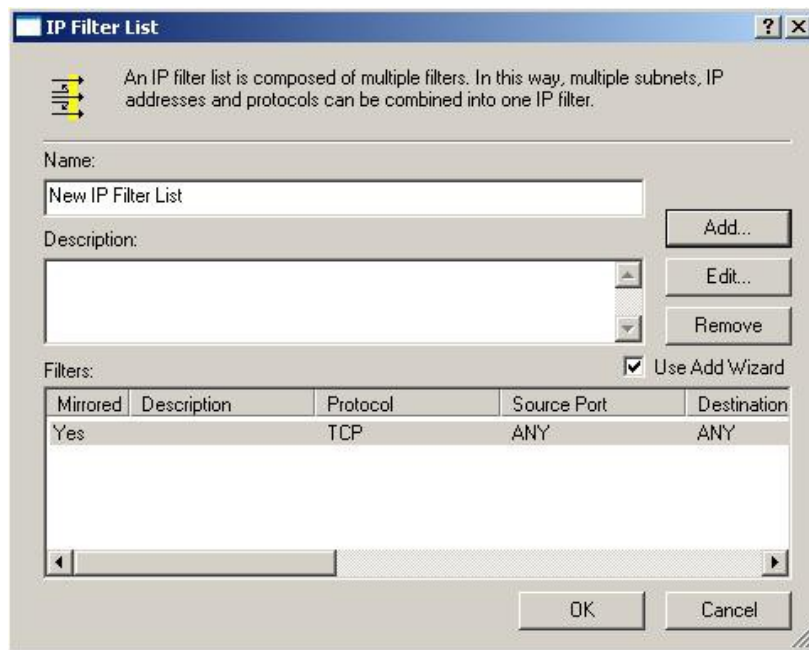 IP Filter List
An IP filter list is composed of multiple filters. In this way, multiple subnets, IP
addresses and protocols can be combined into one IP filter.
Name:
New IP Filter List
Add...
Description:
Edit...
Remove
Filters:
Use Add Wizard
Mirrored Description Protocol Source Port Destination
Yes TCP ANY ANY
OK Cancel